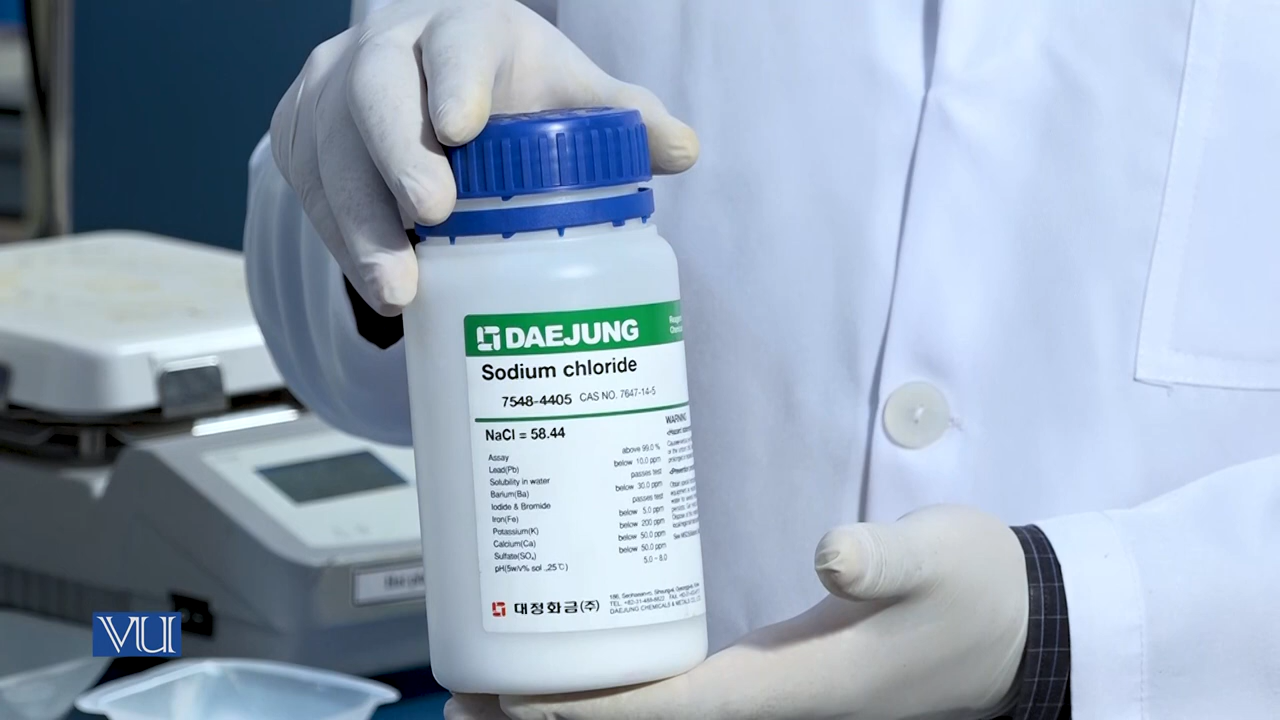 DAEJUNG
Sodium chloride
7548-4405 CAS NO. 7647-14-5
NaCl = 58.44
WARNING
Assay above 99.0 %
Lead(Pb) below 10.0 ppm
Solubility in water passes test
Barium(Ba) below 30.0 ppm
Iodide & Bromide passes test
Iron(Fe) below 5.0 ppm
Potassium(K) below 200 ppm
Calcium(Ca) below 50.0 ppm
Sulfate(SO₄) below 50.0 ppm
pH(5w/v% sol .,25℃) 5.0 - 8.0
대정화금(주)
DAEJUNG CHEMICALS & METALS CO.
VU